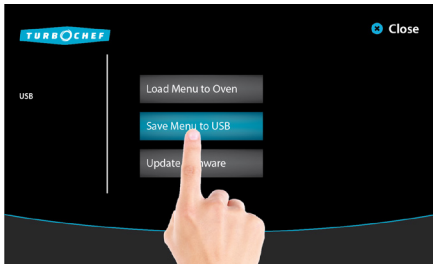 TURBOCHEF
Close
USB
Load Menu to Oven
Save Menu to USB
Update